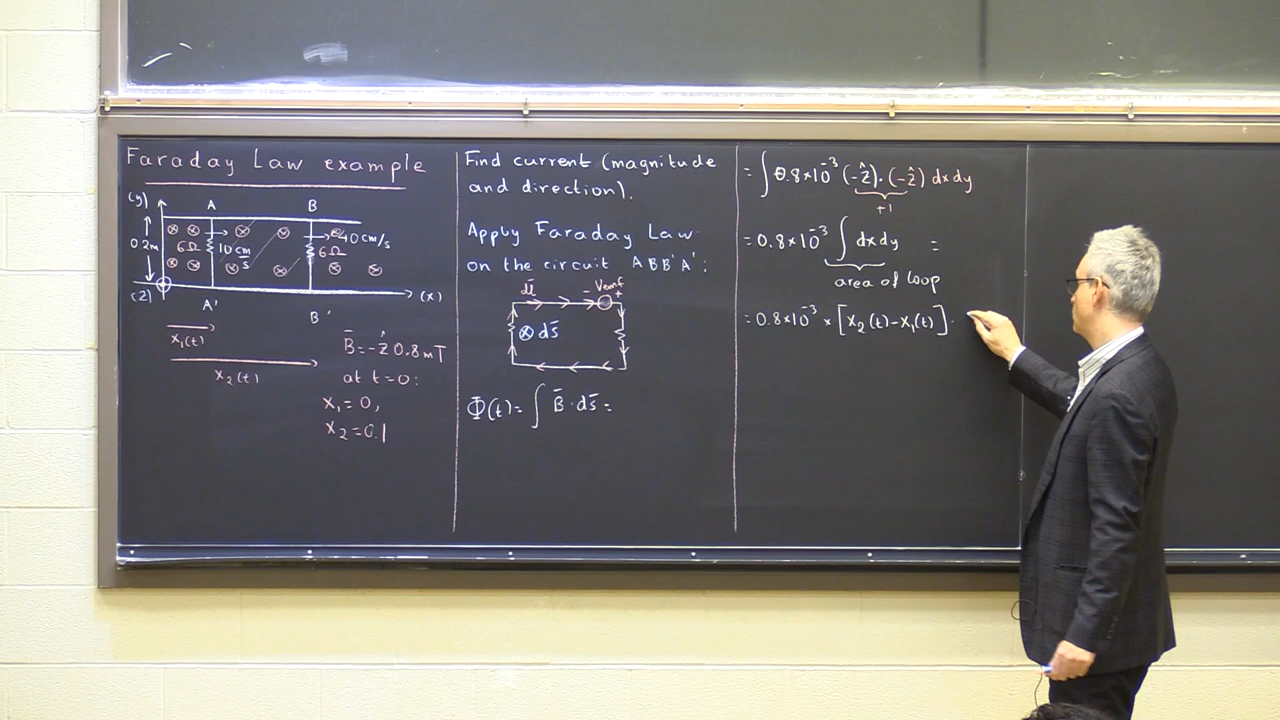 Faraday Law example
(y)
A
B
0.2m
6Ω
10 cm/s
6Ω
40 cm/s
(z)
(x)
A'
B'
x₁(t)
x₂(t)
B̄ = -ẑ 0.8 mT
at t=0:
x₁=0,
x₂=0.1
Find current (magnitude
and direction).
Apply Faraday Law
on the circuit ABB'A':
dl̄
- Vemf +
⊗ ds̄
Φ(t) = ∫ B̄ · ds̄ =
= ∫ 0.8×10⁻³ (-ẑ)·(-ẑ) dx dy
+1
= 0.8×10⁻³ ∫ dx dy =
area of loop
= 0.8×10⁻³ × [x₂(t)-x₁(t)] ·